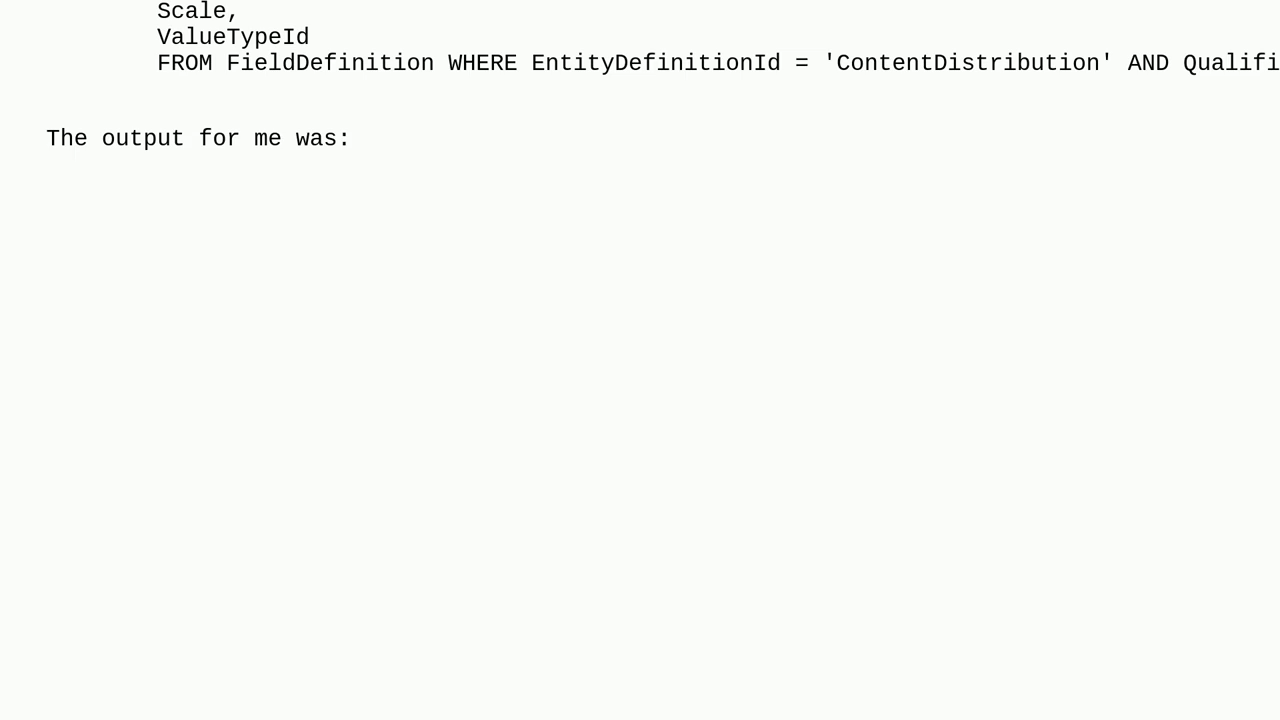 Scale,
ValueTypeId
FROM FieldDefinition WHERE EntityDefinitionId = 'ContentDistribution' AND Qualifi
The output for me was: